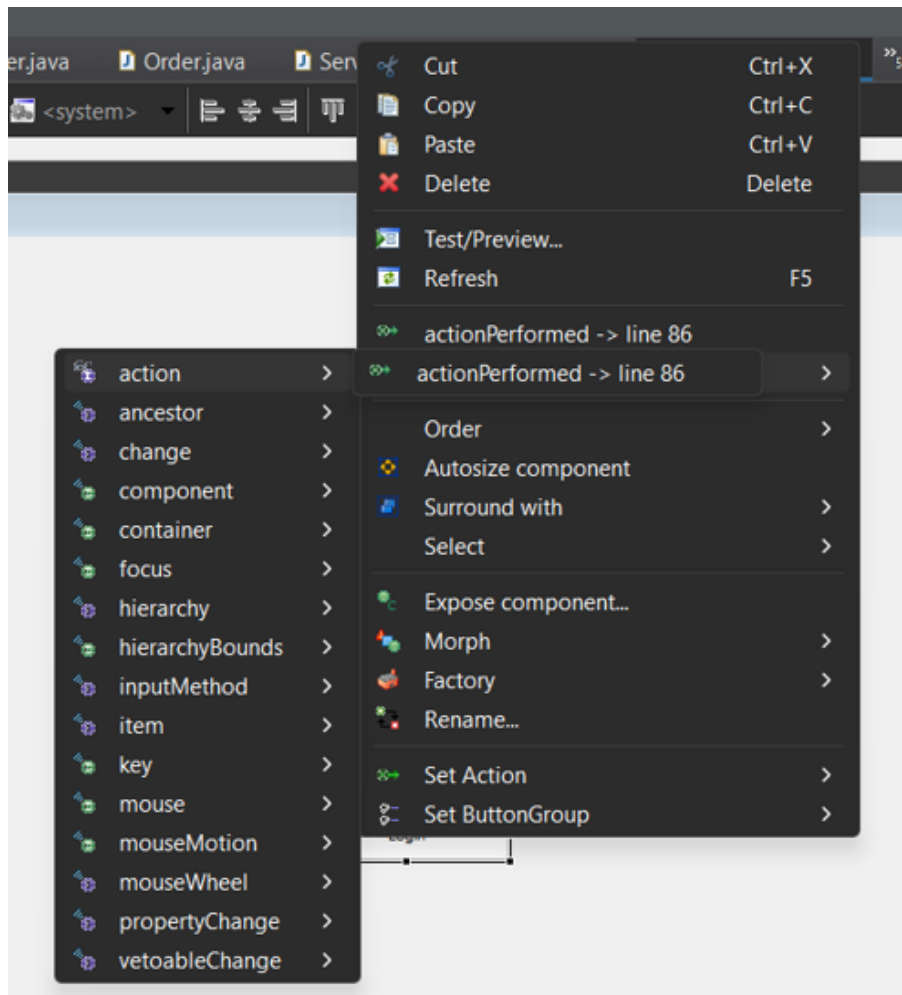 er.java
Order.java
Serv
<system>
Cut Ctrl+X
Copy Ctrl+C
Paste Ctrl+V
Delete Delete
Test/Preview...
Refresh F5
actionPerformed -> line 86
actionPerformed -> line 86
Order
Autosize component
Surround with
Select
Expose component...
Morph
Factory
Rename...
Set Action
Set ButtonGroup
action
ancestor
change
component
container
focus
hierarchy
hierarchyBounds
inputMethod
item
key
mouse
mouseMotion
mouseWheel
propertyChange
vetoableChange
Login